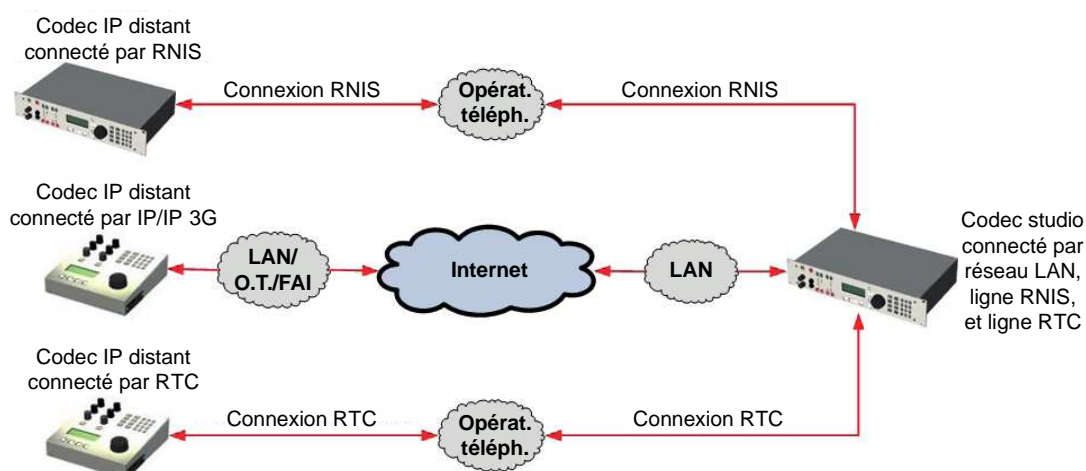 Codec IP distant
connecté par RNIS
Connexion RNIS
Opérat.
téléph.
Connexion RNIS
Codec IP distant
connecté par IP/IP 3G
LAN/
O.T./FAI
Internet
LAN
Codec studio
connecté par
réseau LAN,
ligne RNIS,
et ligne RTC
Codec IP distant
connecté par RTC
Connexion RTC
Opérat.
téléph.
Connexion RTC